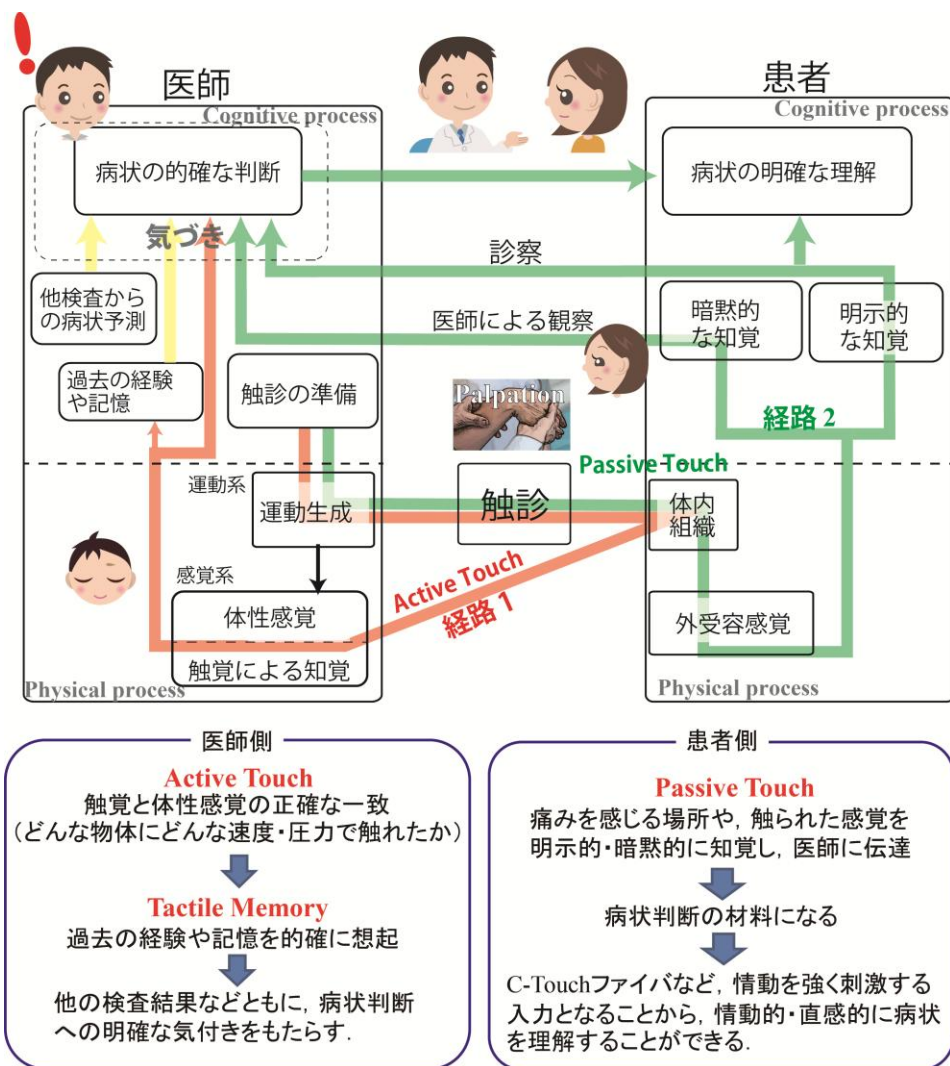 医師
患者
Cognitive process
Cognitive process
病状の的確な判断
病状の明確な理解
気づき
診察
他検査から
の病状予測
医師による観察
暗黙的
な知覚
明示的
な知覚
過去の経験
や記憶
触診の準備
Palpation
経路 2
Passive Touch
運動系
運動生成
触診
体内
組織
感覚系
Active Touch
経路 1
体性感覚
触覚による知覚
外受容感覚
Physical process
Physical process
医師側
Active Touch
触覚と体性感覚の正確な一致
(どんな物体にどんな速度・圧力で触れたか)
Tactile Memory
過去の経験や記憶を的確に想起
他の検査結果などともに，病状判断
への明確な気付きをもたらす．
患者側
Passive Touch
痛みを感じる場所や，触られた感覚を
明示的・暗黙的に知覚し，医師に伝達
病状判断の材料になる
C-Touchファイバなど，情動を強く刺激する
入力となることから，情動的・直感的に病状
を理解することができる．